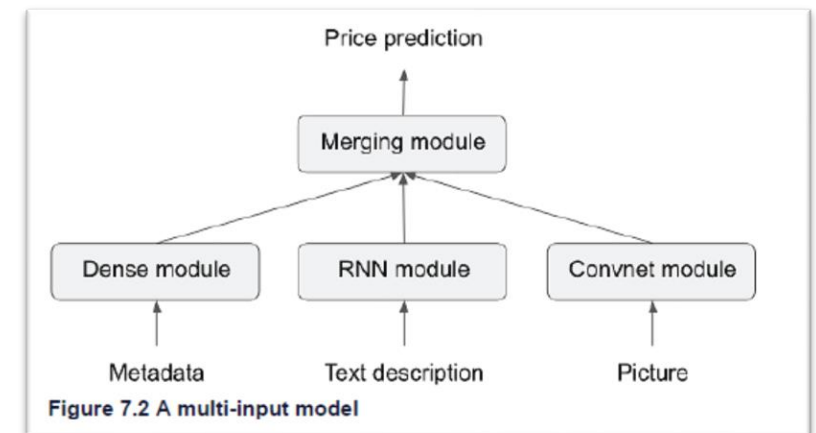 Price prediction
Merging module
Dense module
RNN module
Convnet module
Metadata
Text description
Picture
Figure 7.2 A multi-input model